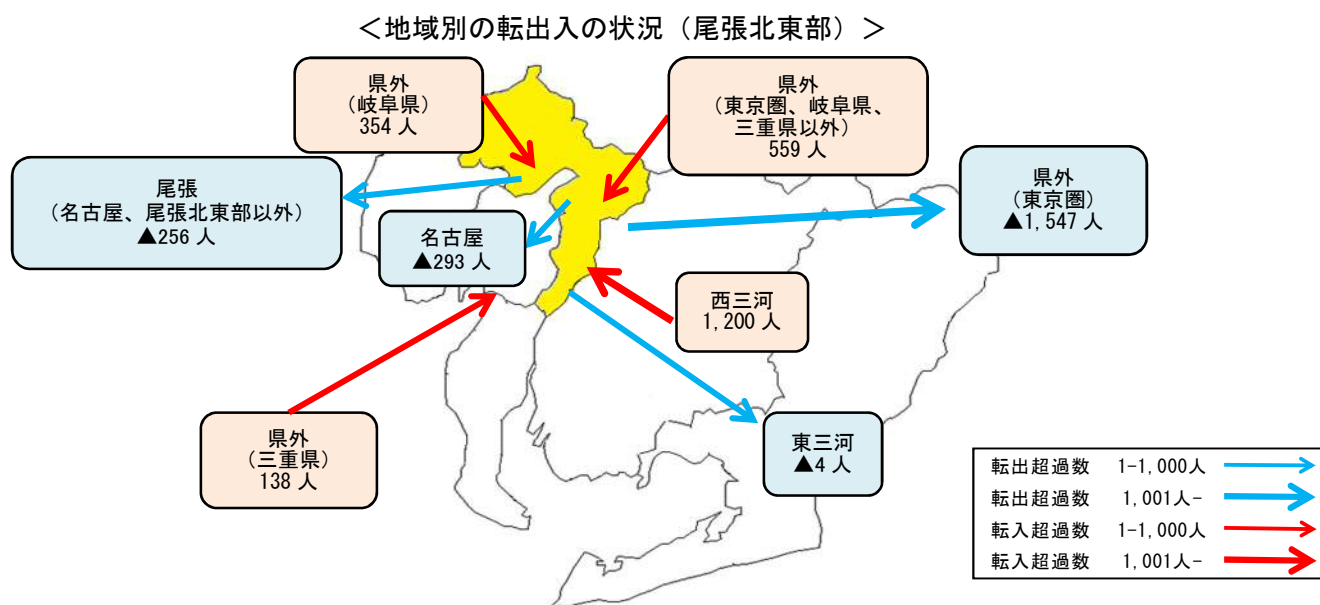 ＜地域別の転出入の状況（尾張北東部）＞
県外
（岐阜県）
354 人
県外
（東京圏、岐阜県、
三重県以外）
559 人
尾張
（名古屋、尾張北東部以外）
▲256 人
県外
（東京圏）
▲1,547 人
名古屋
▲293 人
西三河
1,200 人
県外
（三重県）
138 人
東三河
▲4 人
転出超過数 1-1,000人
転出超過数 1,001人-
転入超過数 1-1,000人
転入超過数 1,001人-